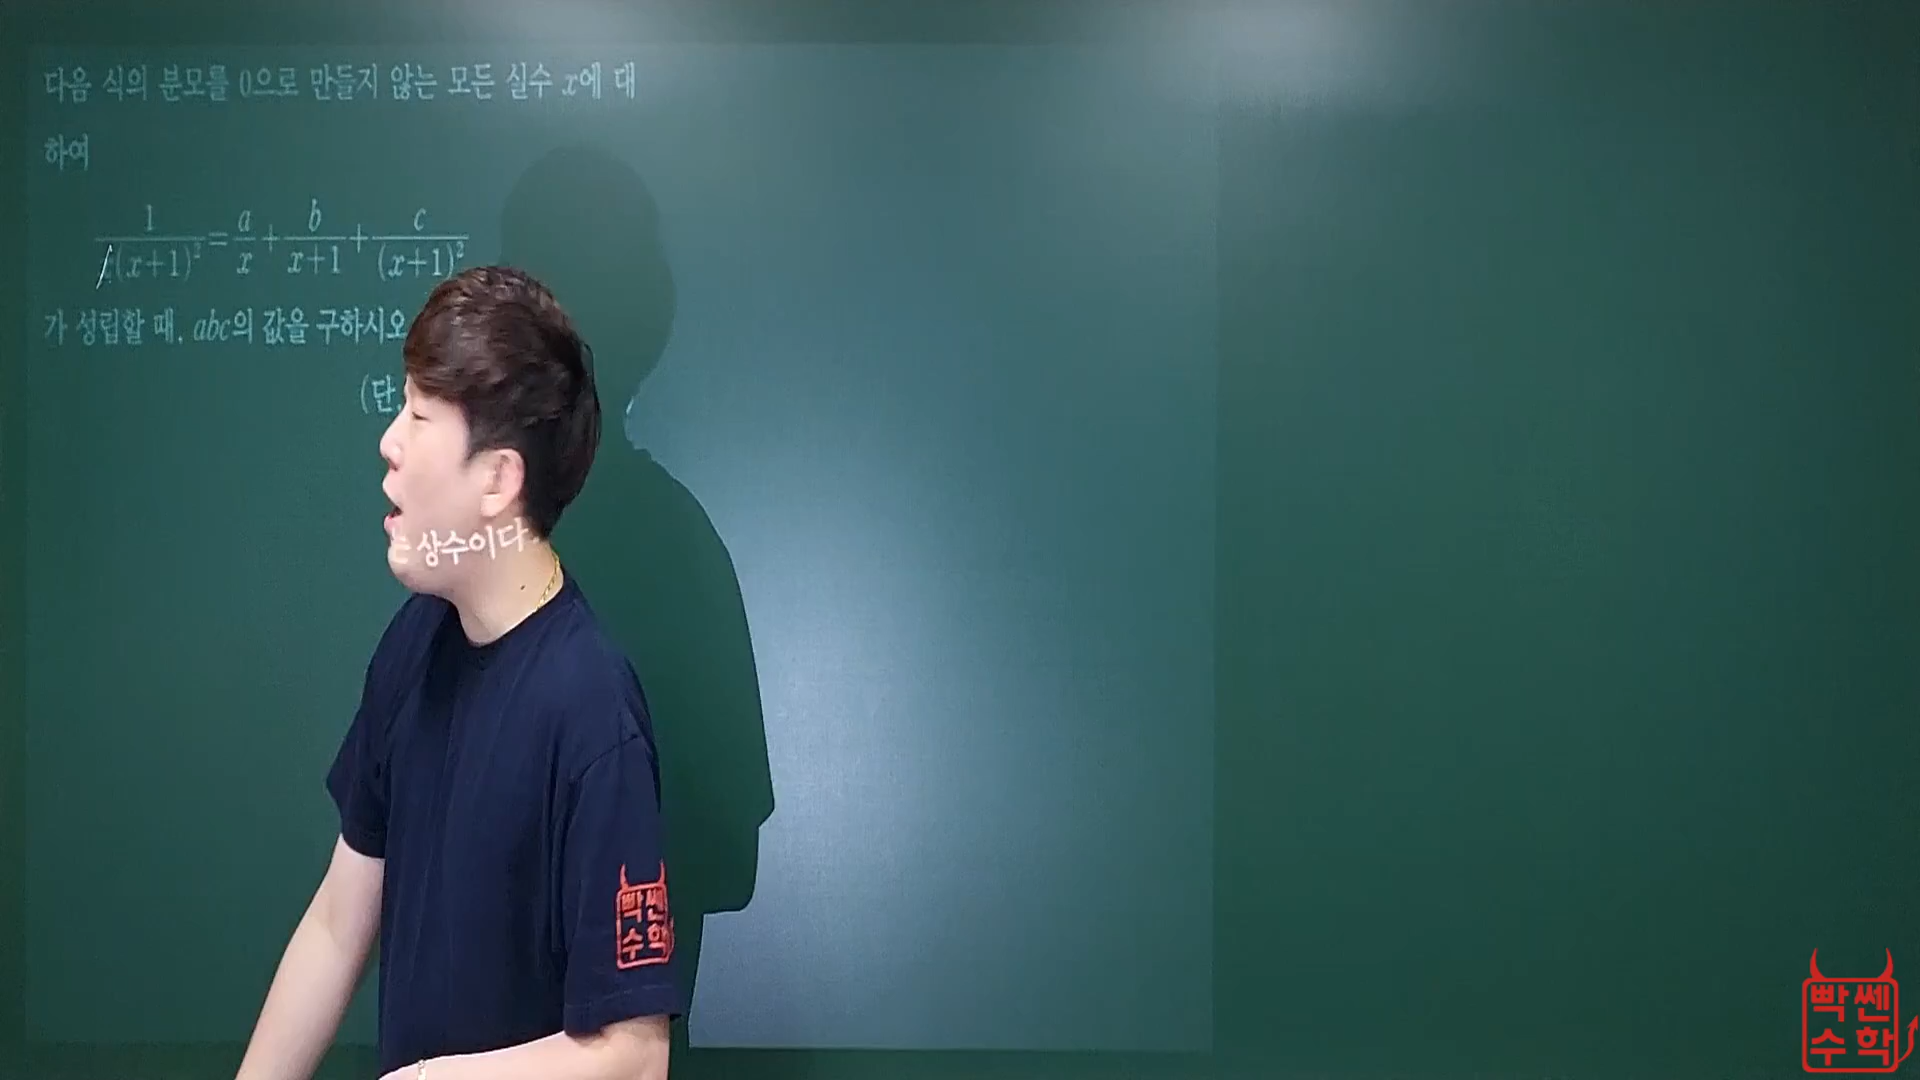 다음 식의 분모를 0으로 만들지 않는 모든 실수 x에 대
하여
1/(x+1)² = a/x + b/(x+1) + c/(x+1)²
가 성립할 때, abc의 값을 구하시오
(단,
는 상수이다.
빡쎈
수학
빡쎈
수학